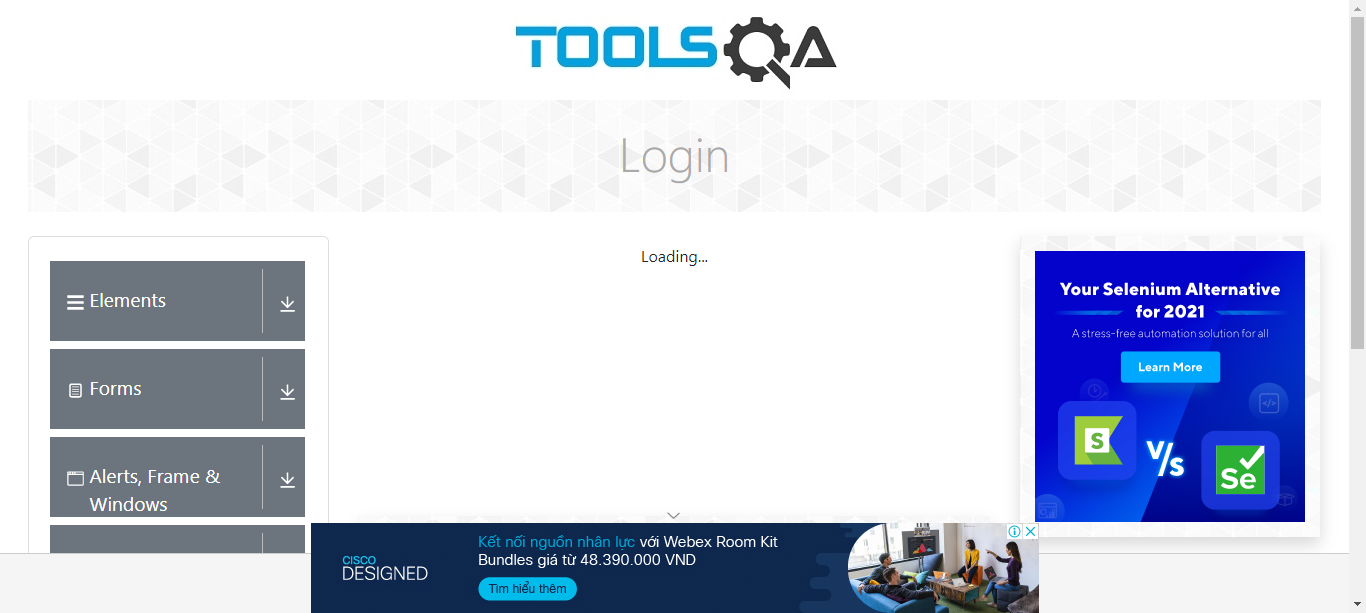 TOOLSQA
Login
Elements
Forms
Alerts, Frame &
Windows
Loading...
Your Selenium Alternative
for 2021
A stress-free automation solution for all
Learn More
S
V/s
Se
CISCO
DESIGNED
Kết nối nguồn nhân lực với Webex Room Kit
Bundles giá từ 48.390.000 VND
Tìm hiểu thêm